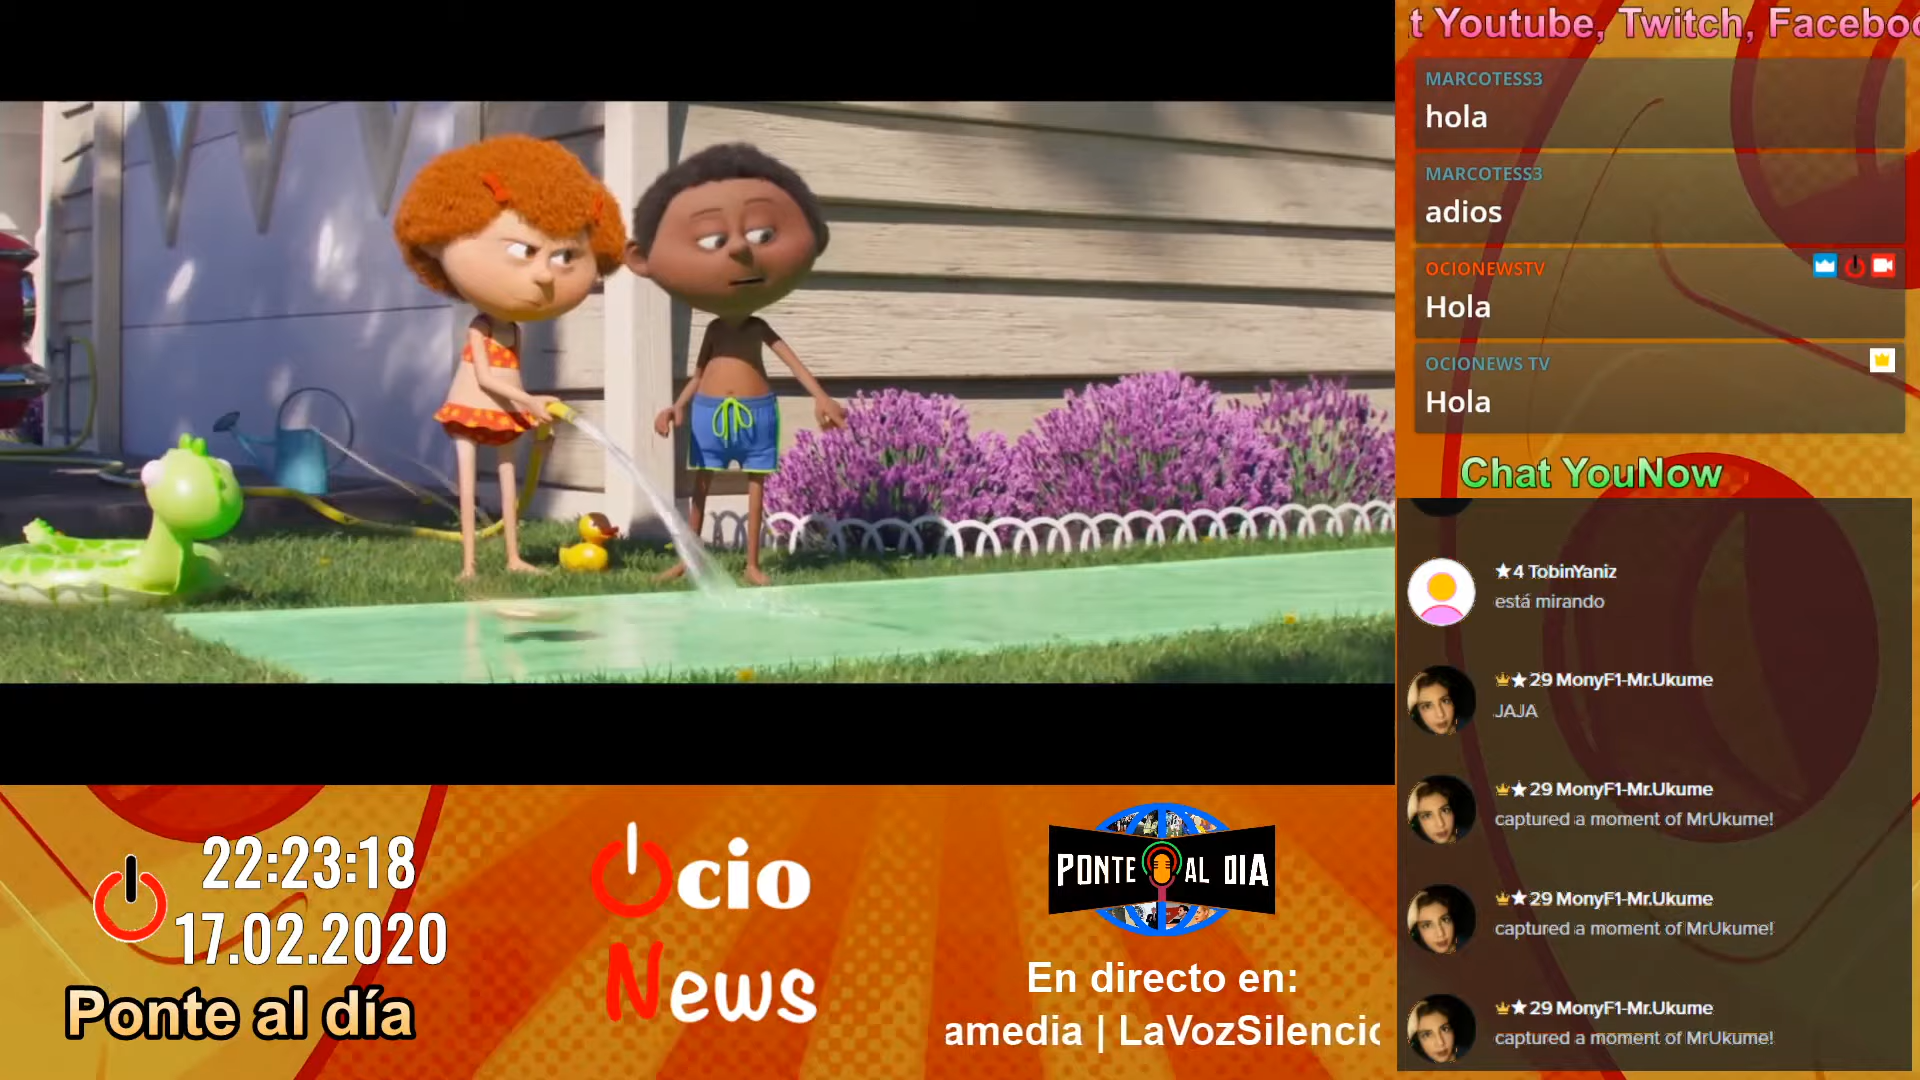 t Youtube, Twitch, Faceboo
MARCOTESS3
hola
MARCOTESS3
adios
OCIONEWSTV
Hola
OCIONEWS TV
Hola
Chat YouNow
★4 TobinYaniz
está mirando
★29 MonyF1-Mr.Ukume
JAJA
★29 MonyF1-Mr.Ukume
captured a moment of MrUkume!
★29 MonyF1-Mr.Ukume
captured a moment of MrUkume!
★29 MonyF1-Mr.Ukume
captured a moment of MrUkume!
22:23:18
17.02.2020
Ponte al día
Ocio
News
PONTE AL DIA
En directo en:
amedia | LaVozSilencio